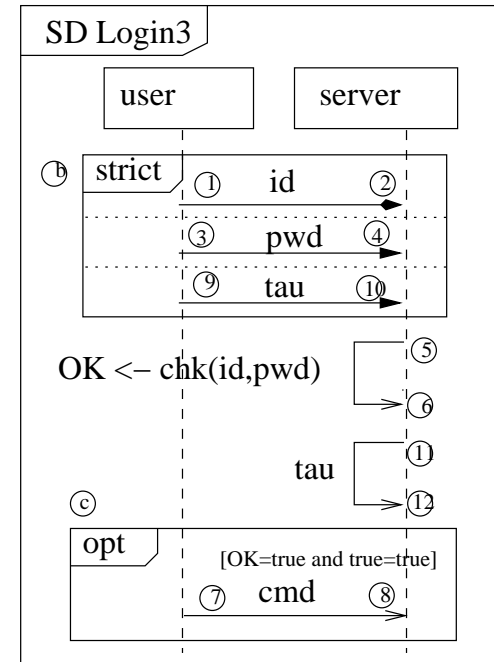 SD Login3
user server
b strict 1 id 2
3 pwd 4
9 tau 10
5
OK <− chk(id,pwd)
6
11
tau
12
c
opt
[OK=true and true=true]
7 cmd 8